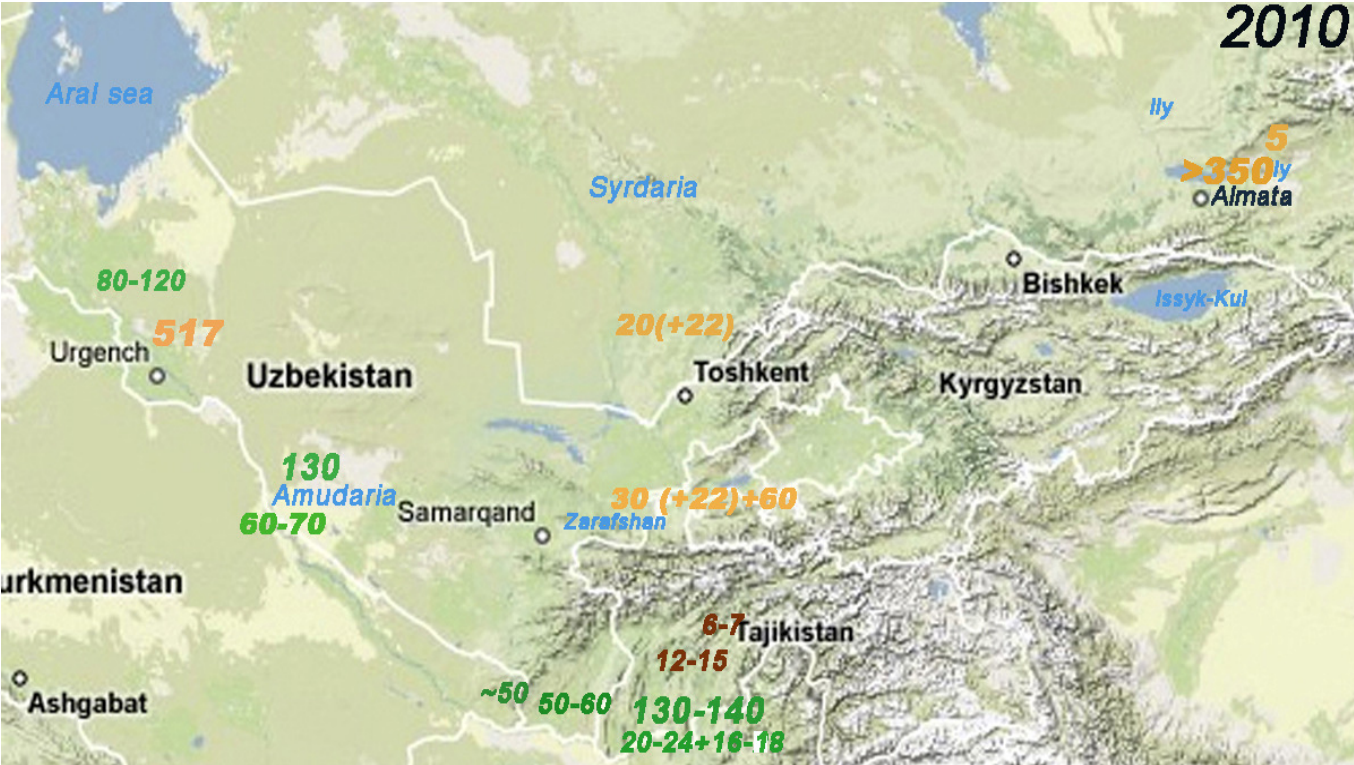 2010
Aral sea
Ily
5
>350 Ily
Almata
Syrdaria
Bishkek
80-120
Issyk-Kul
517
20(+22)
Urgench
Uzbekistan
Toshkent
Kyrgyzstan
130
Amudaria
30 (+22)+60
Samarqand
Zarafshan
60-70
urkmenistan
6-7
Tajikistan
12-15
~50
50-60
130-140
Ashgabat
20-24+16-18